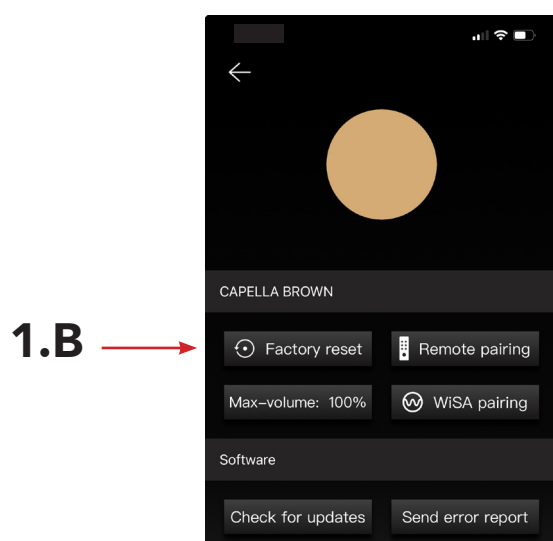 CAPELLA BROWN
1.B
Factory reset
Remote pairing
Max-volume: 100%
WiSA pairing
Software
Check for updates
Send error report